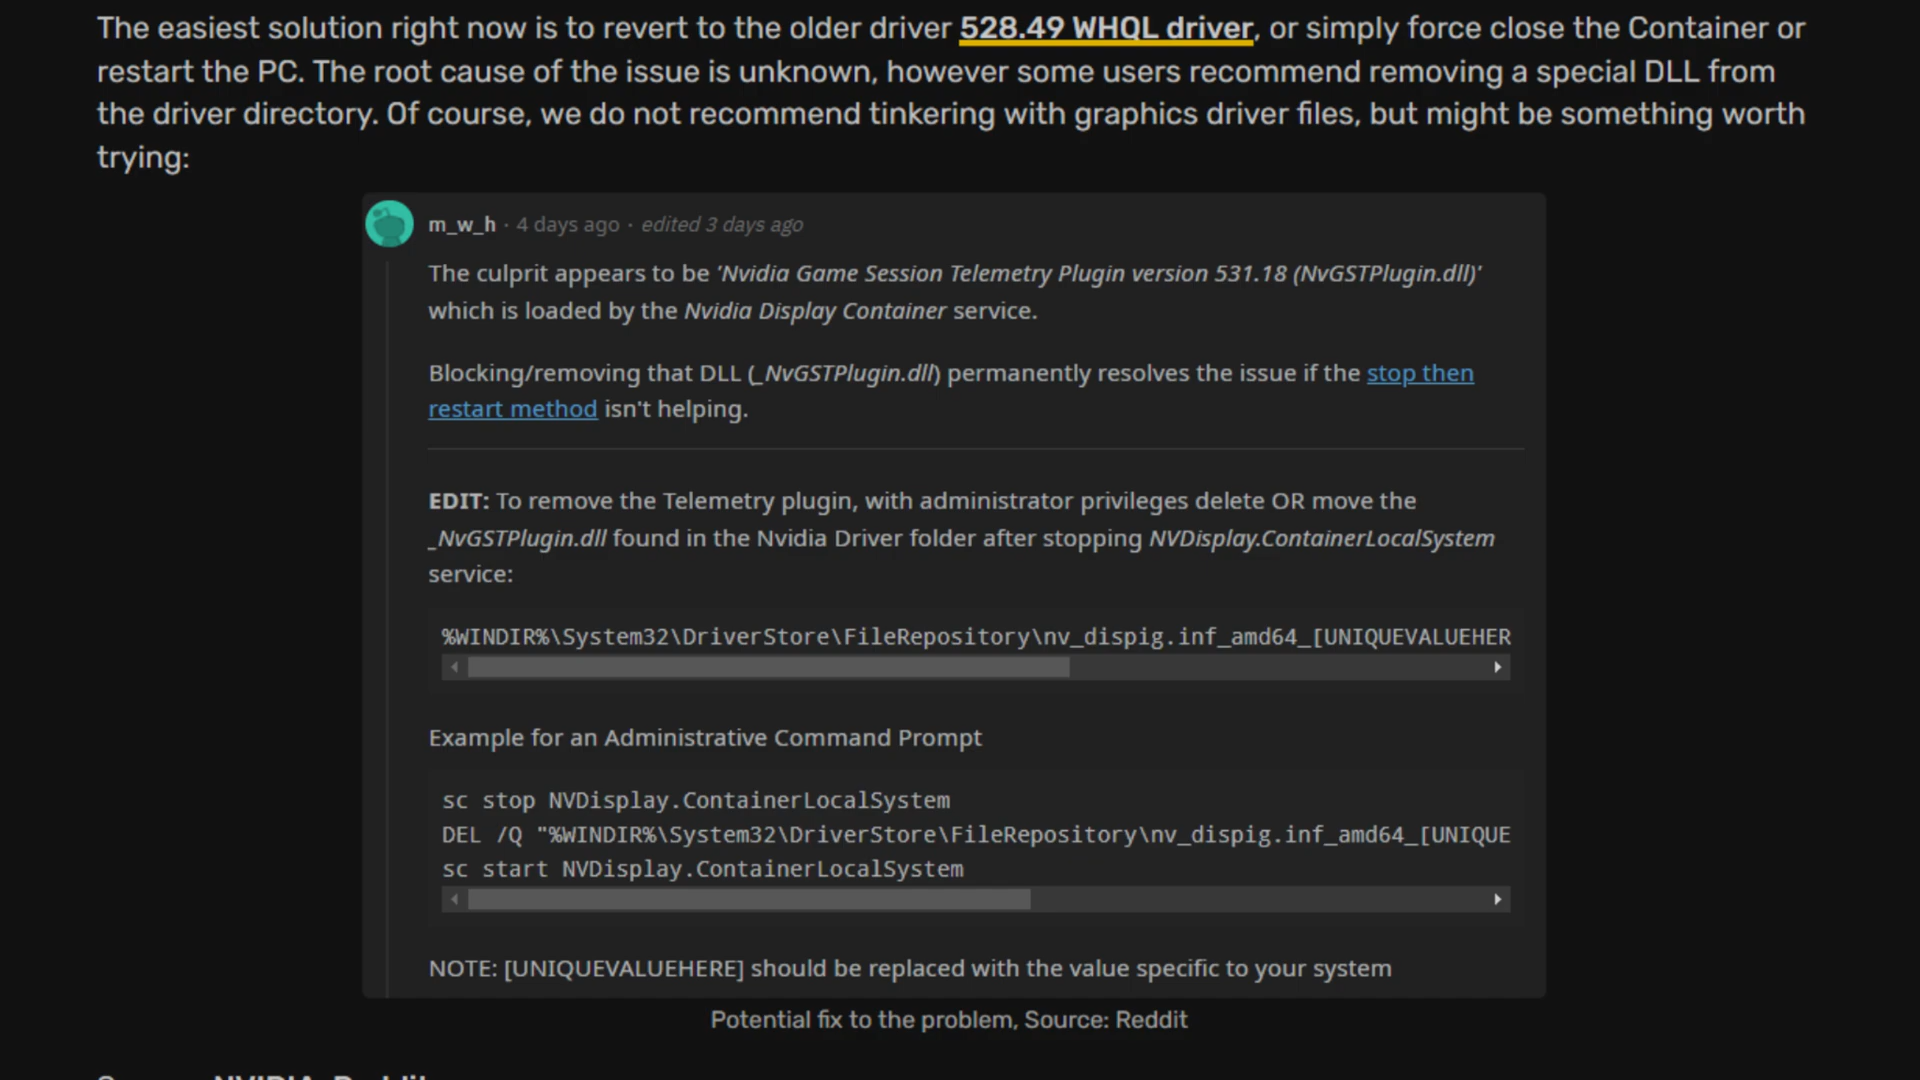 The easiest solution right now is to revert to the older driver 528.49 WHQL driver, or simply force close the Container or
restart the PC. The root cause of the issue is unknown, however some users recommend removing a special DLL from
the driver directory. Of course, we do not recommend tinkering with graphics driver files, but might be something worth
trying:
m_w_h · 4 days ago · edited 3 days ago
The culprit appears to be 'Nvidia Game Session Telemetry Plugin version 531.18 (NvGSTPlugin.dll)'
which is loaded by the Nvidia Display Container service.
Blocking/removing that DLL (_NvGSTPlugin.dll) permanently resolves the issue if the stop then
restart method isn't helping.
EDIT: To remove the Telemetry plugin, with administrator privileges delete OR move the
_NvGSTPlugin.dll found in the Nvidia Driver folder after stopping NVDisplay.ContainerLocalSystem
service:
%WINDIR%\System32\DriverStore\FileRepository\nv_dispig.inf_amd64_[UNIQUEVALUEHER
Example for an Administrative Command Prompt
sc stop NVDisplay.ContainerLocalSystem
DEL /Q "%WINDIR%\System32\DriverStore\FileRepository\nv_dispig.inf_amd64_[UNIQUE
sc start NVDisplay.ContainerLocalSystem
NOTE: [UNIQUEVALUEHERE] should be replaced with the value specific to your system
Potential fix to the problem, Source: Reddit